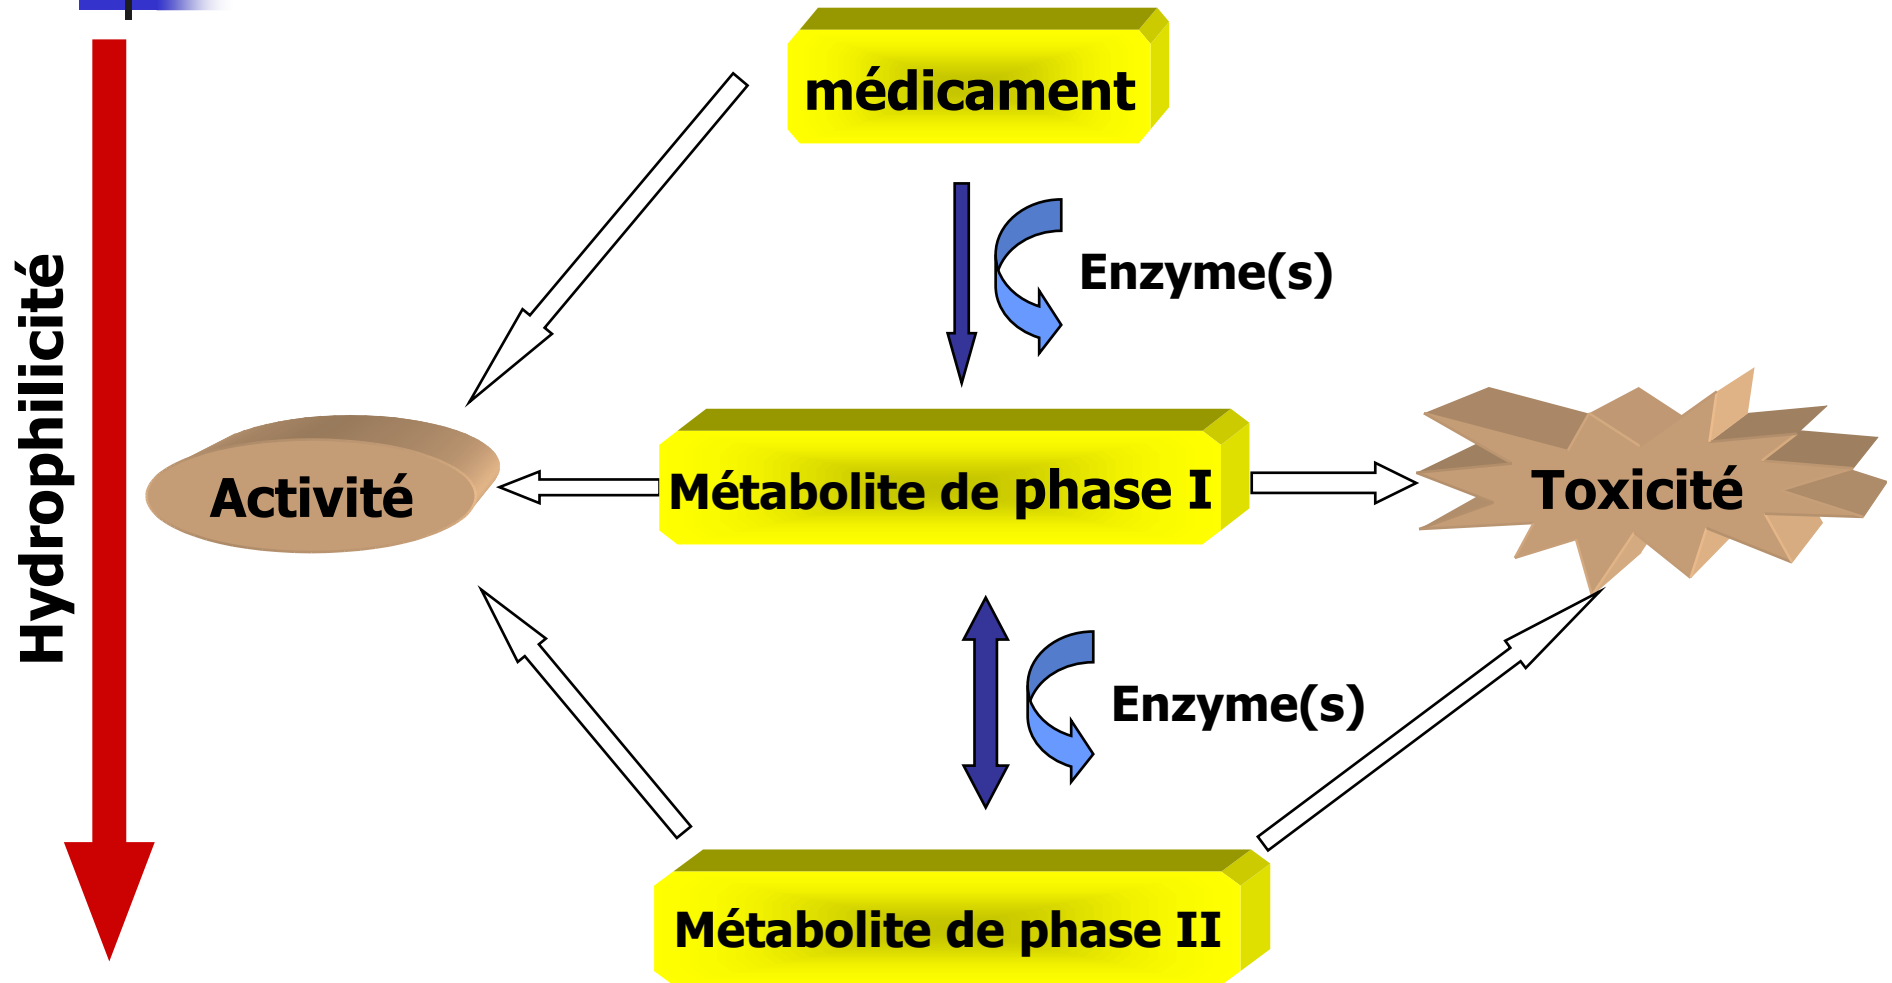 médicament
Enzyme(s)
Hydrophilicité
Activité
Métabolite de phase I
Toxicité
Enzyme(s)
Métabolite de phase II